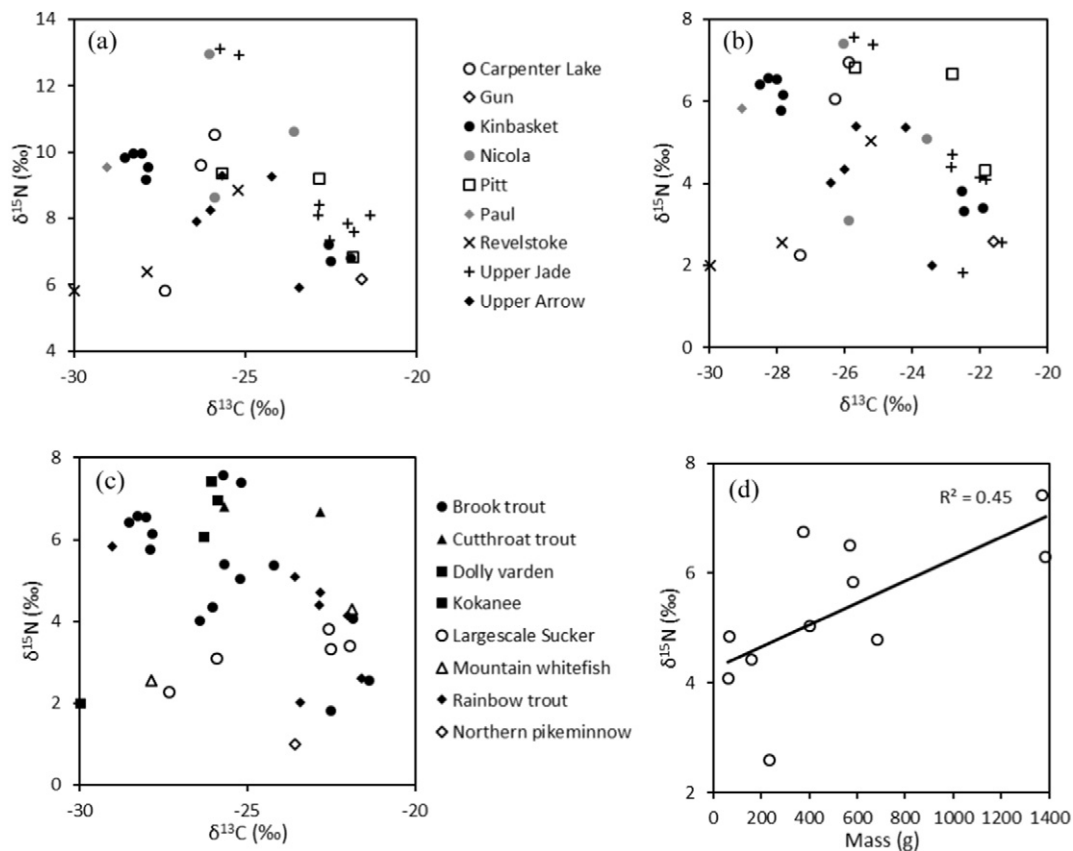 (a)
14
12
10
8
6
4
δ15N (‰)
-30 -25 -20
δ13C (‰)
Carpenter Lake
Gun
Kinbasket
Nicola
Pitt
Paul
Revelstoke
Upper Jade
Upper Arrow
(b)
8
6
4
2
0
δ15N (‰)
-30 -28 -26 -24 -22 -20
δ13C (‰)
(c)
8
6
4
2
0
δ15N (‰)
-30 -25 -20
δ13C (‰)
Brook trout
Cutthroat trout
Dolly varden
Kokanee
Largescale Sucker
Mountain whitefish
Rainbow trout
Northern pikeminnow
(d)
R² = 0.45
8
6
4
2
δ15N (‰)
0 200 400 600 800 1000 1200 1400
Mass (g)